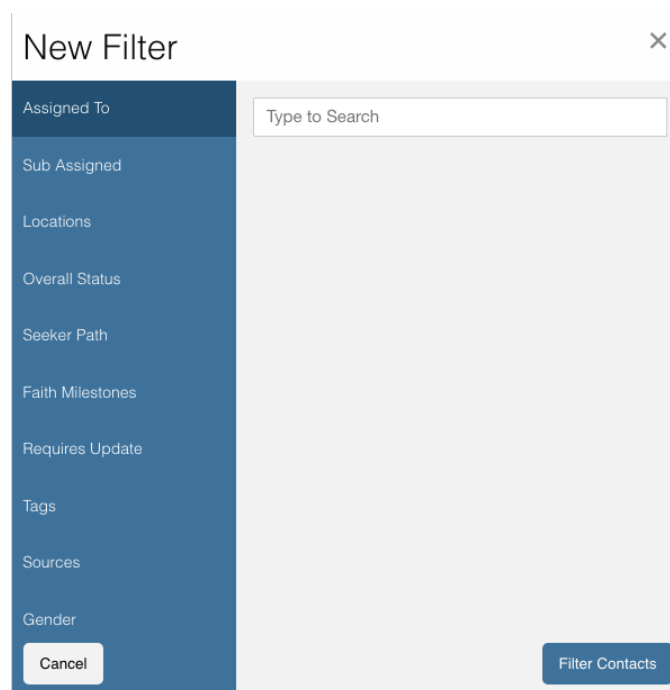 New Filter
×
Assigned To
Type to Search
Sub Assigned
Locations
Overall Status
Seeker Path
Faith Milestones
Requires Update
Tags
Sources
Gender
Cancel
Filter Contacts